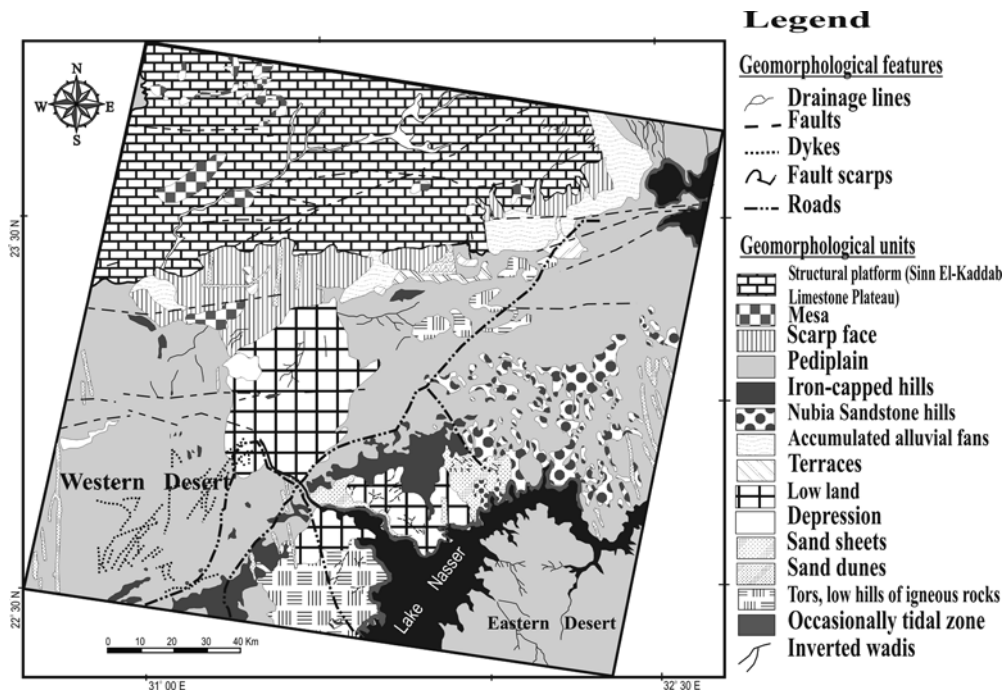 Legend
Geomorphological features
Drainage lines
Faults
Dykes
Fault scarps
Roads
Geomorphological units
Structural platform (Sinn El-Kaddab
Limestone Plateau)
Mesa
Scarp face
Pediplain
Iron-capped hills
Nubia Sandstone hills
Accumulated alluvial fans
Terraces
Low land
Depression
Sand sheets
Sand dunes
Tors, low hills of igneous rocks
Occasionally tidal zone
Inverted wadis
N
W E
S
23 30 N
Western Desert
Lake Nasser
Eastern Desert
22 30 N
0 10 20 30 40 Km
31 00 E
32 30 E